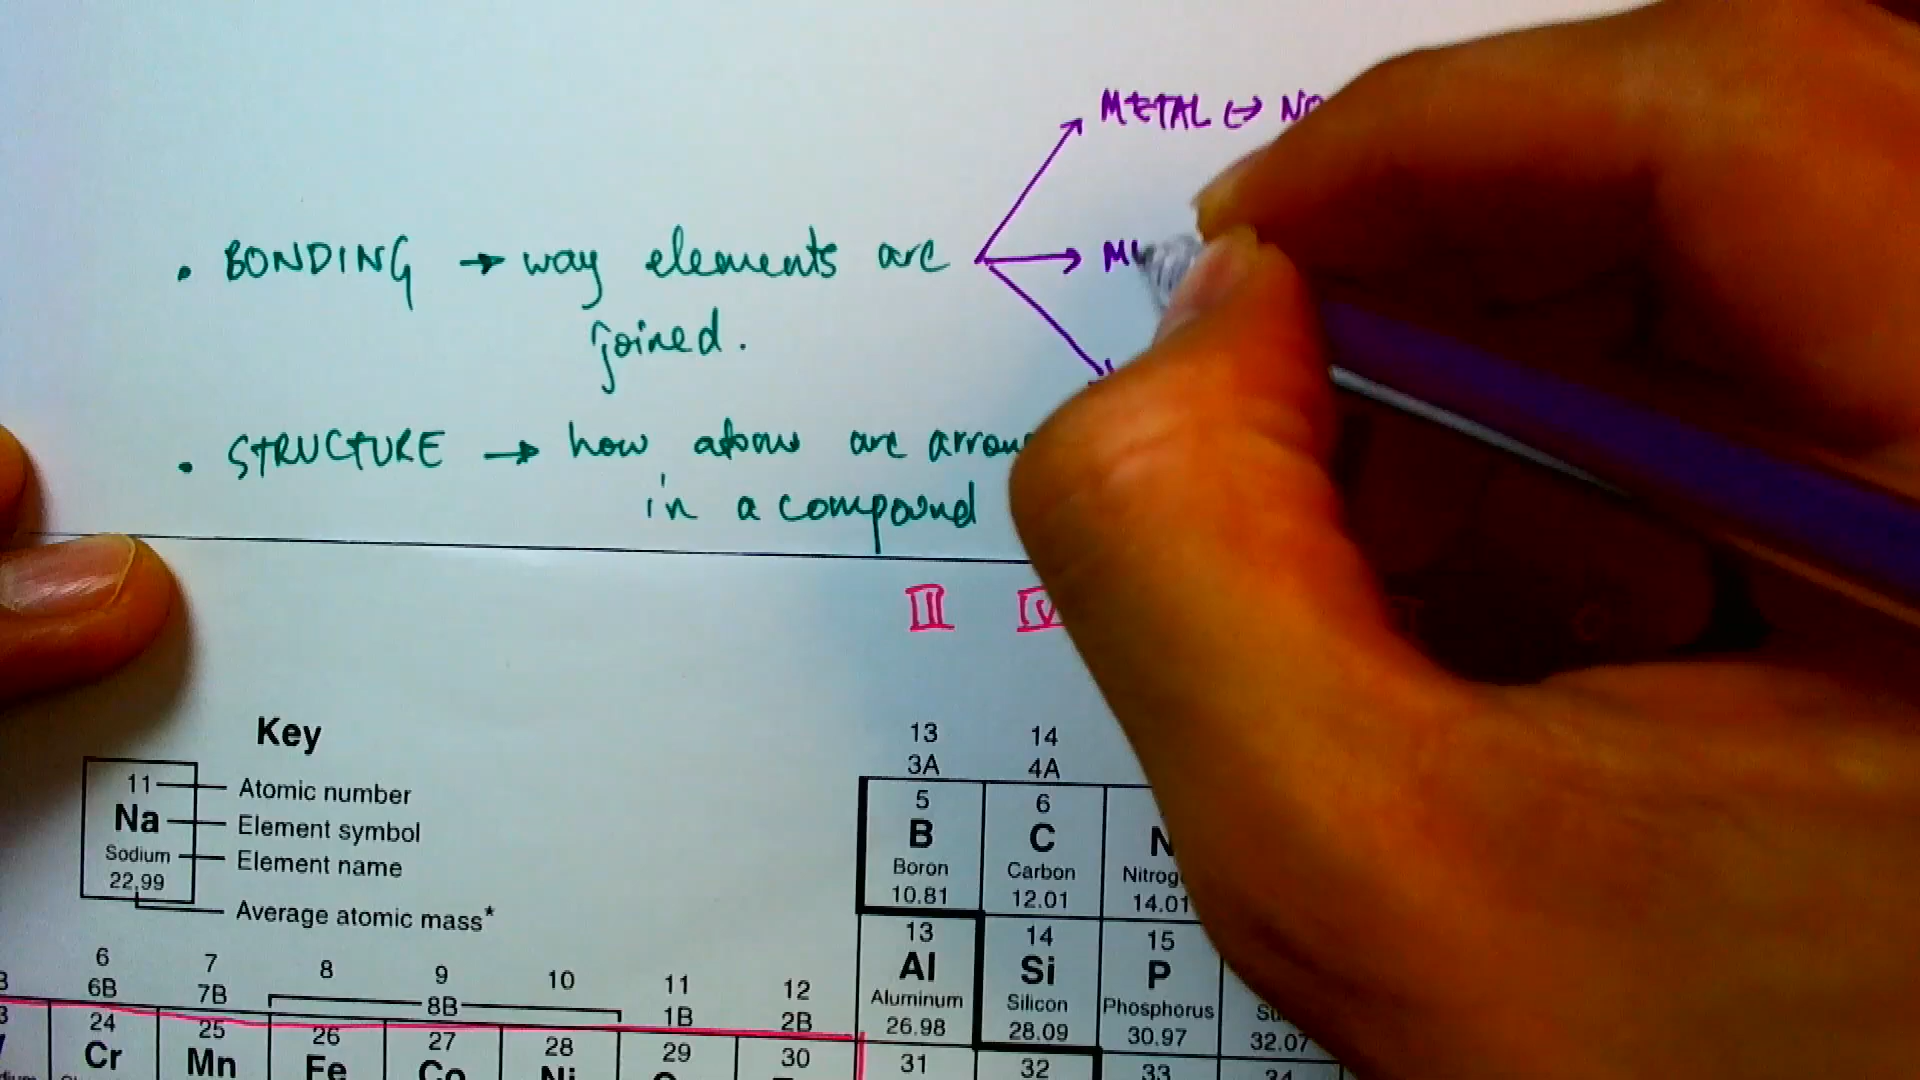 METAL ↔
• BONDING → way elements are
joined.
• STRUCTURE → how atoms are
in a compound
III IV
Key
11 Atomic number
Na Element symbol
Sodium Element name
22.99 Average atomic mass*
13 14
3A 4A
5 6
B C N
Boron Carbon
10.81 12.01 14.01
13 14 15
Al Si P
Aluminum Silicon Phosphorus
26.98 28.09 30.97 32.07
6 7 8 9 10 11 12
6B 7B 8B 1B 2B
24 25 26 27 28 29 30 31 32 33 34
Cr Mn Fe Co Ni